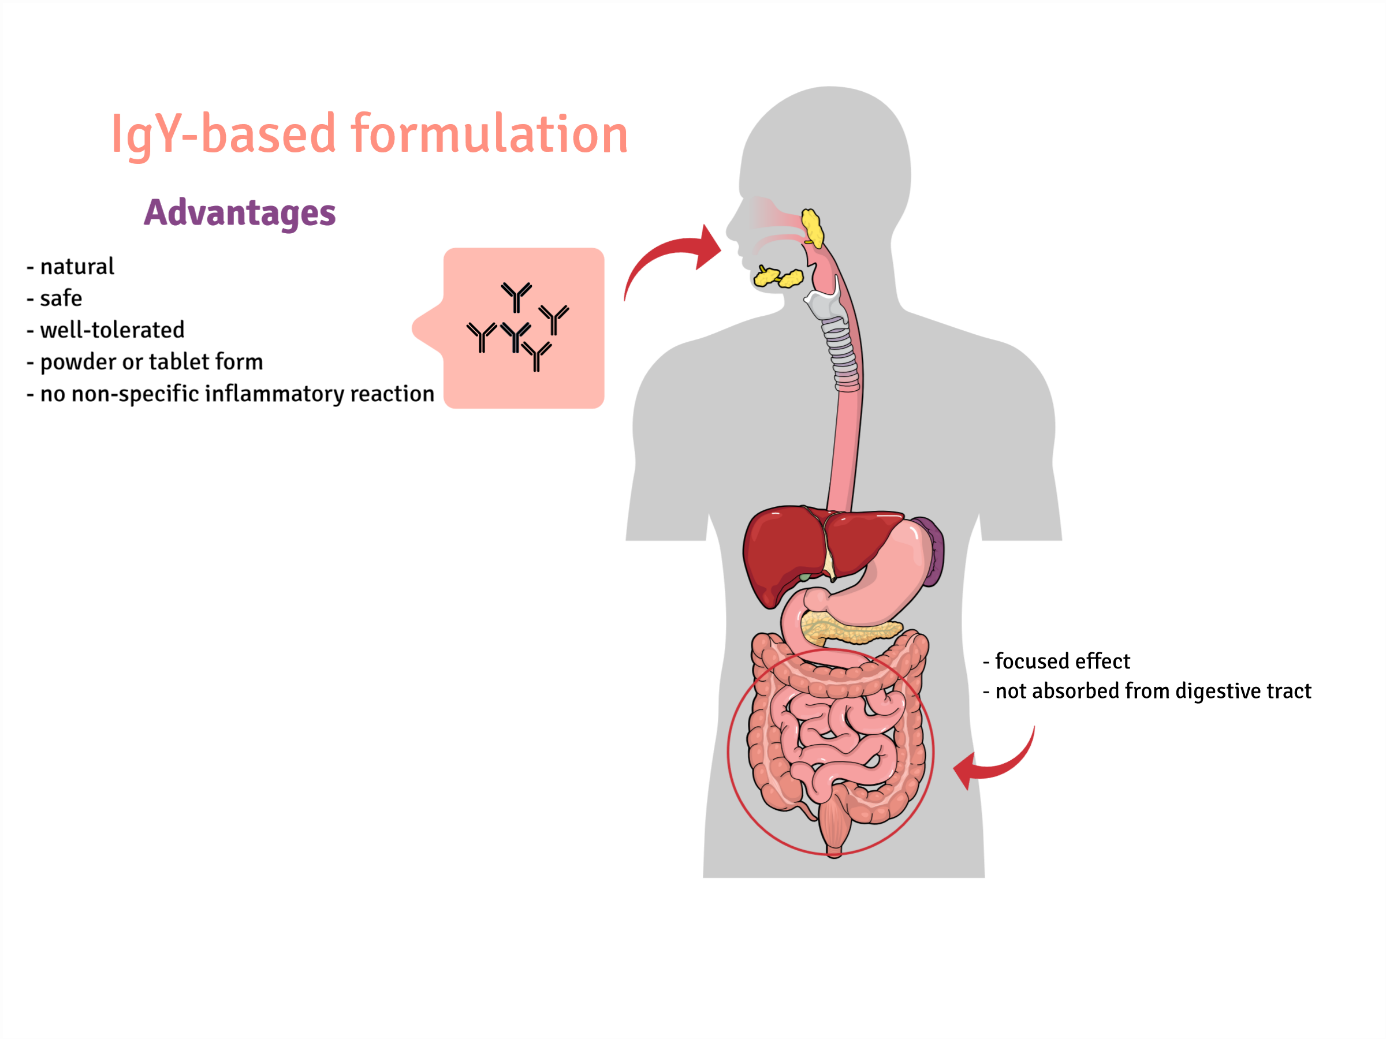 IgY-based formulation
Advantages
- natural
- safe
- well-tolerated
- powder or tablet form
- no non-specific inflammatory reaction
- focused effect
- not absorbed from digestive tract